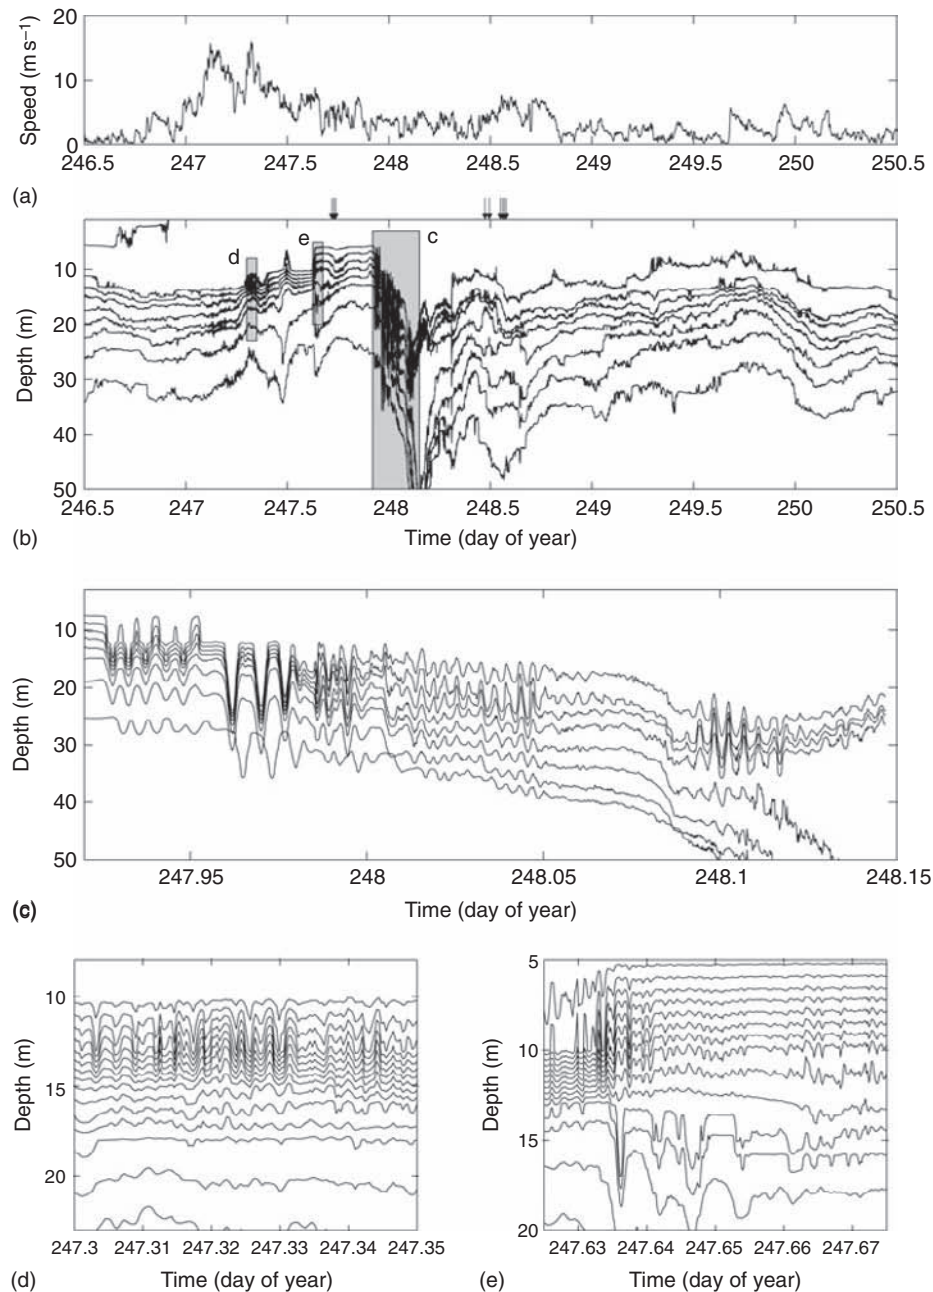 20
10
0
Speed (m s⁻¹)
246.5 247 247.5 248 248.5 249 249.5 250 250.5
(a)
d e c
10
20
30
40
50
Depth (m)
246.5 247 247.5 248 248.5 249 249.5 250 250.5
(b) Time (day of year)
10
20
30
40
50
Depth (m)
247.95 248 248.05 248.1 248.15
(c) Time (day of year)
10
15
20
Depth (m)
247.3 247.31 247.32 247.33 247.34 247.35
(d) Time (day of year)
5
10
15
20
Depth (m)
247.63 247.64 247.65 247.66 247.67
(e) Time (day of year)